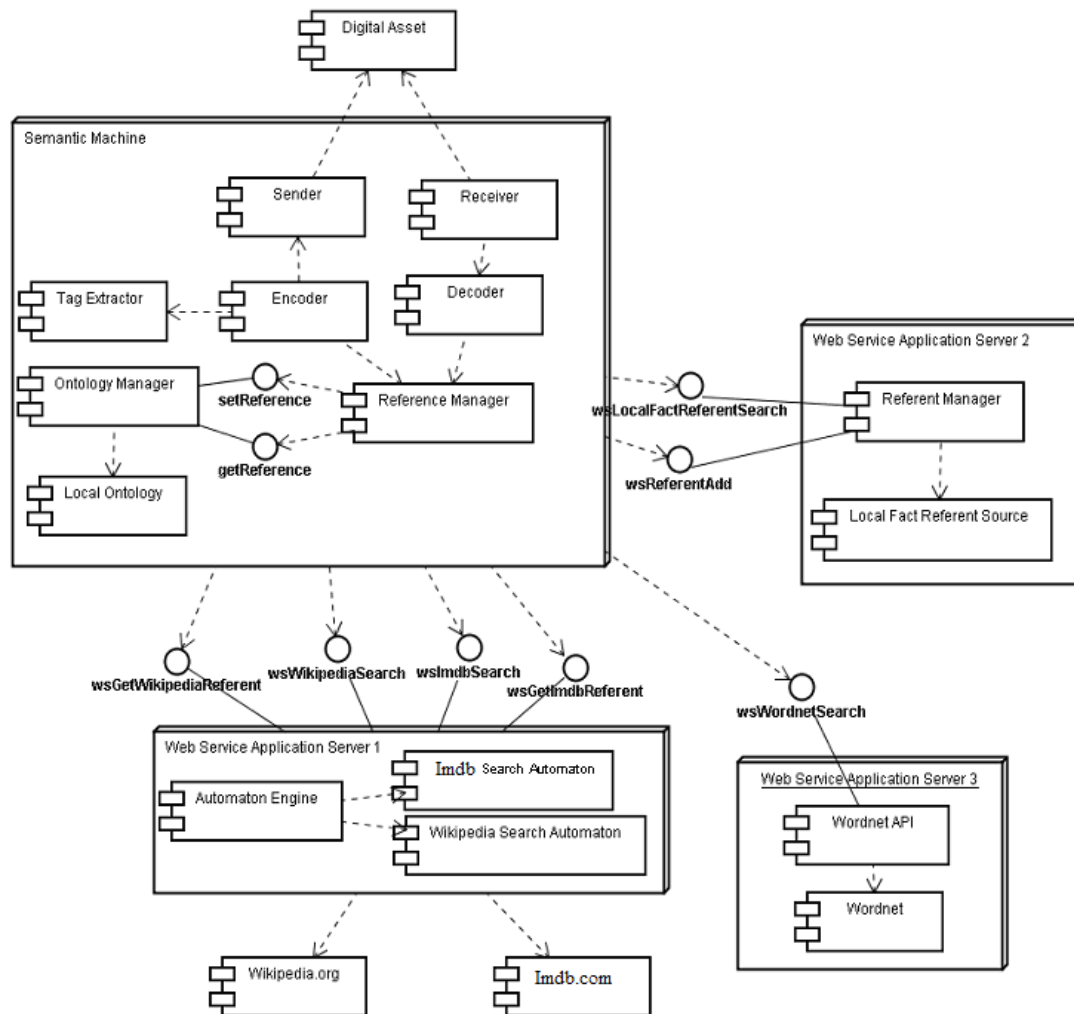 Digital Asset
Semantic Machine
Sender
Receiver
Tag Extractor
Encoder
Decoder
Ontology Manager
setReference
Reference Manager
getReference
Local Ontology
Web Service Application Server 2
wsLocalFactReferentSearch
Referent Manager
wsReferentAdd
Local Fact Referent Source
wsGetWikipediaReferent
wsWikipediaSearch
wsImdbSearch
wsGetImdbReferent
wsWordnetSearch
Web Service Application Server 1
Imdb Search Automaton
Automaton Engine
Wikipedia Search Automaton
Web Service Application Server 3
Wordnet API
Wordnet
Wikipedia.org
Imdb.com